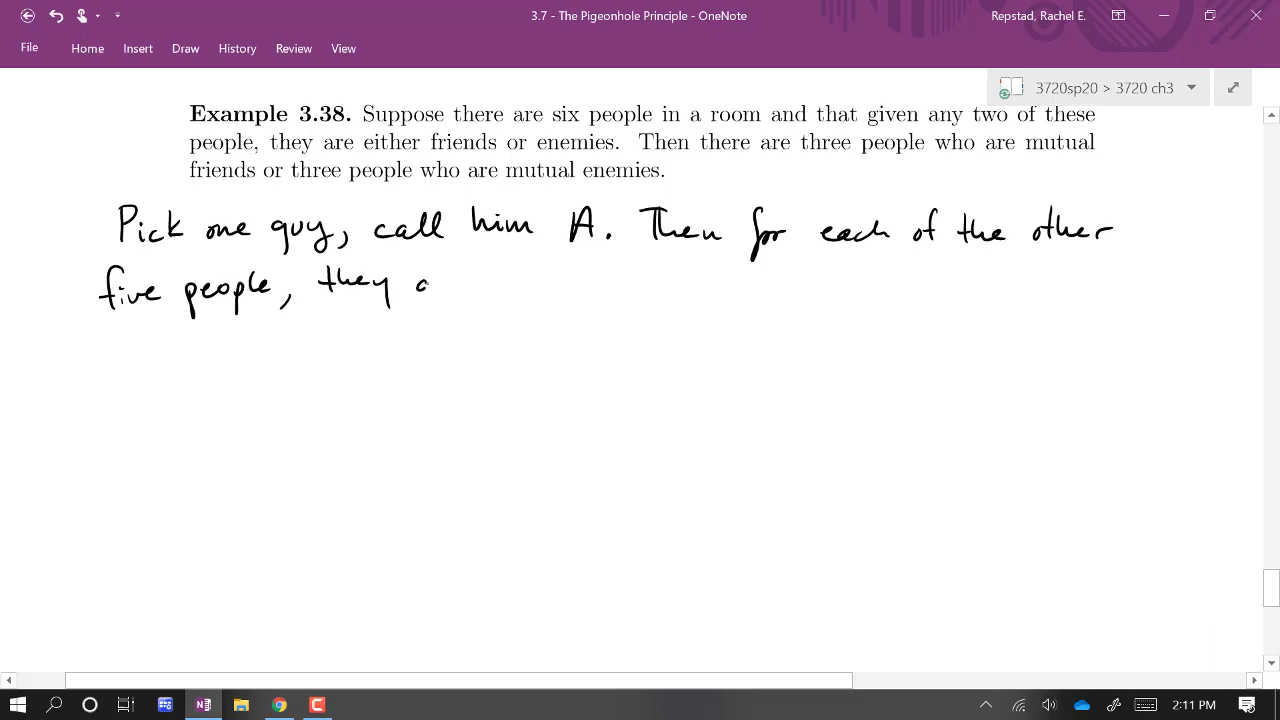 3.7 - The Pigeonhole Principle - OneNote
Repstad, Rachel E.
File Home Insert Draw History Review View
3720sp20 > 3720 ch3
Example 3.38. Suppose there are six people in a room and that given any two of these
people, they are either friends or enemies. Then there are three people who are mutual
friends or three people who are mutual enemies.
Pick one guy, call him A. Then for each of the other
five people, they
2:11 PM